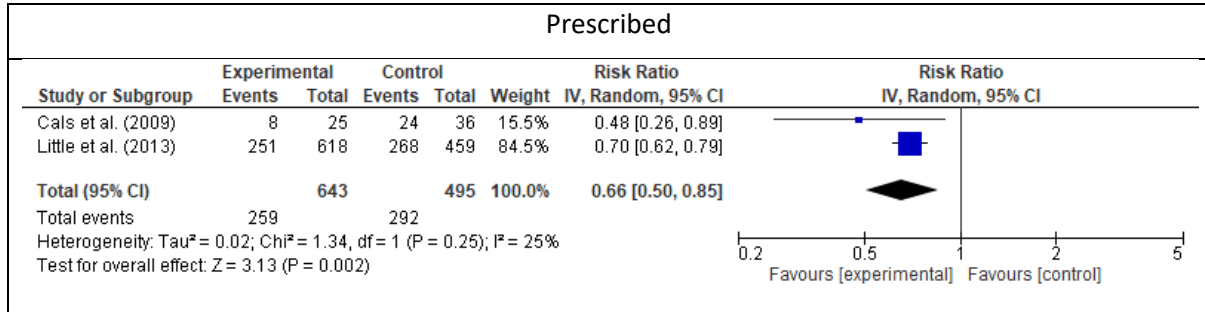 Prescribed
Experimental Control Risk Ratio Risk Ratio
Study or Subgroup Events Total Events Total Weight IV, Random, 95% CI IV, Random, 95% CI
Cals et al. (2009) 8 25 24 36 15.5% 0.48 [0.26, 0.89]
Little et al. (2013) 251 618 268 459 84.5% 0.70 [0.62, 0.79]
Total (95% CI) 643 495 100.0% 0.66 [0.50, 0.85]
Total events 259 292
Heterogeneity: Tau² = 0.02; Chi² = 1.34, df = 1 (P = 0.25); I² = 25%
Test for overall effect: Z = 3.13 (P = 0.002)
0.2 0.5 1 2 5
Favours [experimental] Favours [control]